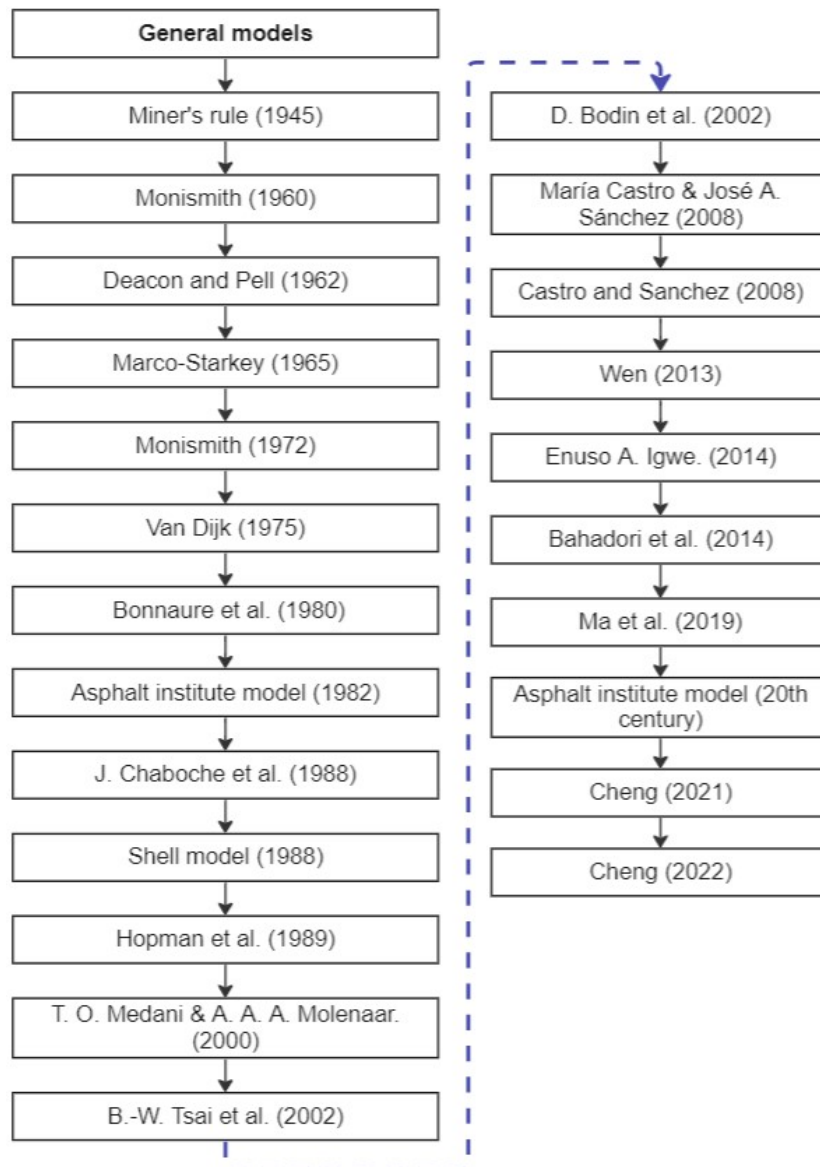 General models
Miner's rule (1945)
Monismith (1960)
Deacon and Pell (1962)
Marco-Starkey (1965)
Monismith (1972)
Van Dijk (1975)
Bonnaure et al. (1980)
Asphalt institute model (1982)
J. Chaboche et al. (1988)
Shell model (1988)
Hopman et al. (1989)
T. O. Medani & A. A. A. Molenaar.
(2000)
B.-W. Tsai et al. (2002)
D. Bodin et al. (2002)
María Castro & José A.
Sánchez (2008)
Castro and Sanchez (2008)
Wen (2013)
Enuso A. Igwe. (2014)
Bahadori et al. (2014)
Ma et al. (2019)
Asphalt institute model (20th
century)
Cheng (2021)
Cheng (2022)